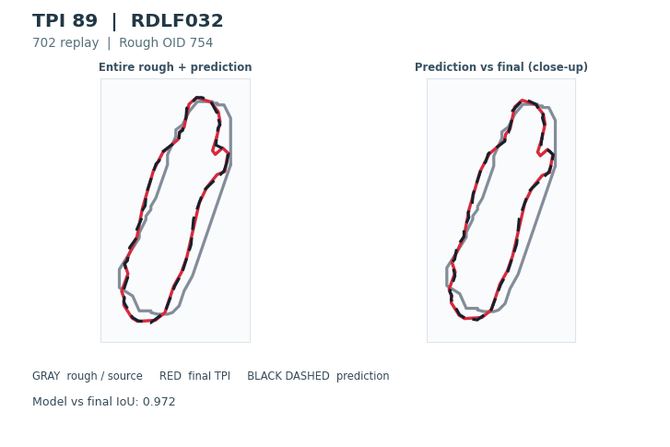 TPI 89 | RDLF032
702 replay | Rough OID 754
Entire rough + prediction
Prediction vs final (close-up)
GRAY rough / source RED final TPI BLACK DASHED prediction
Model vs final IoU: 0.972